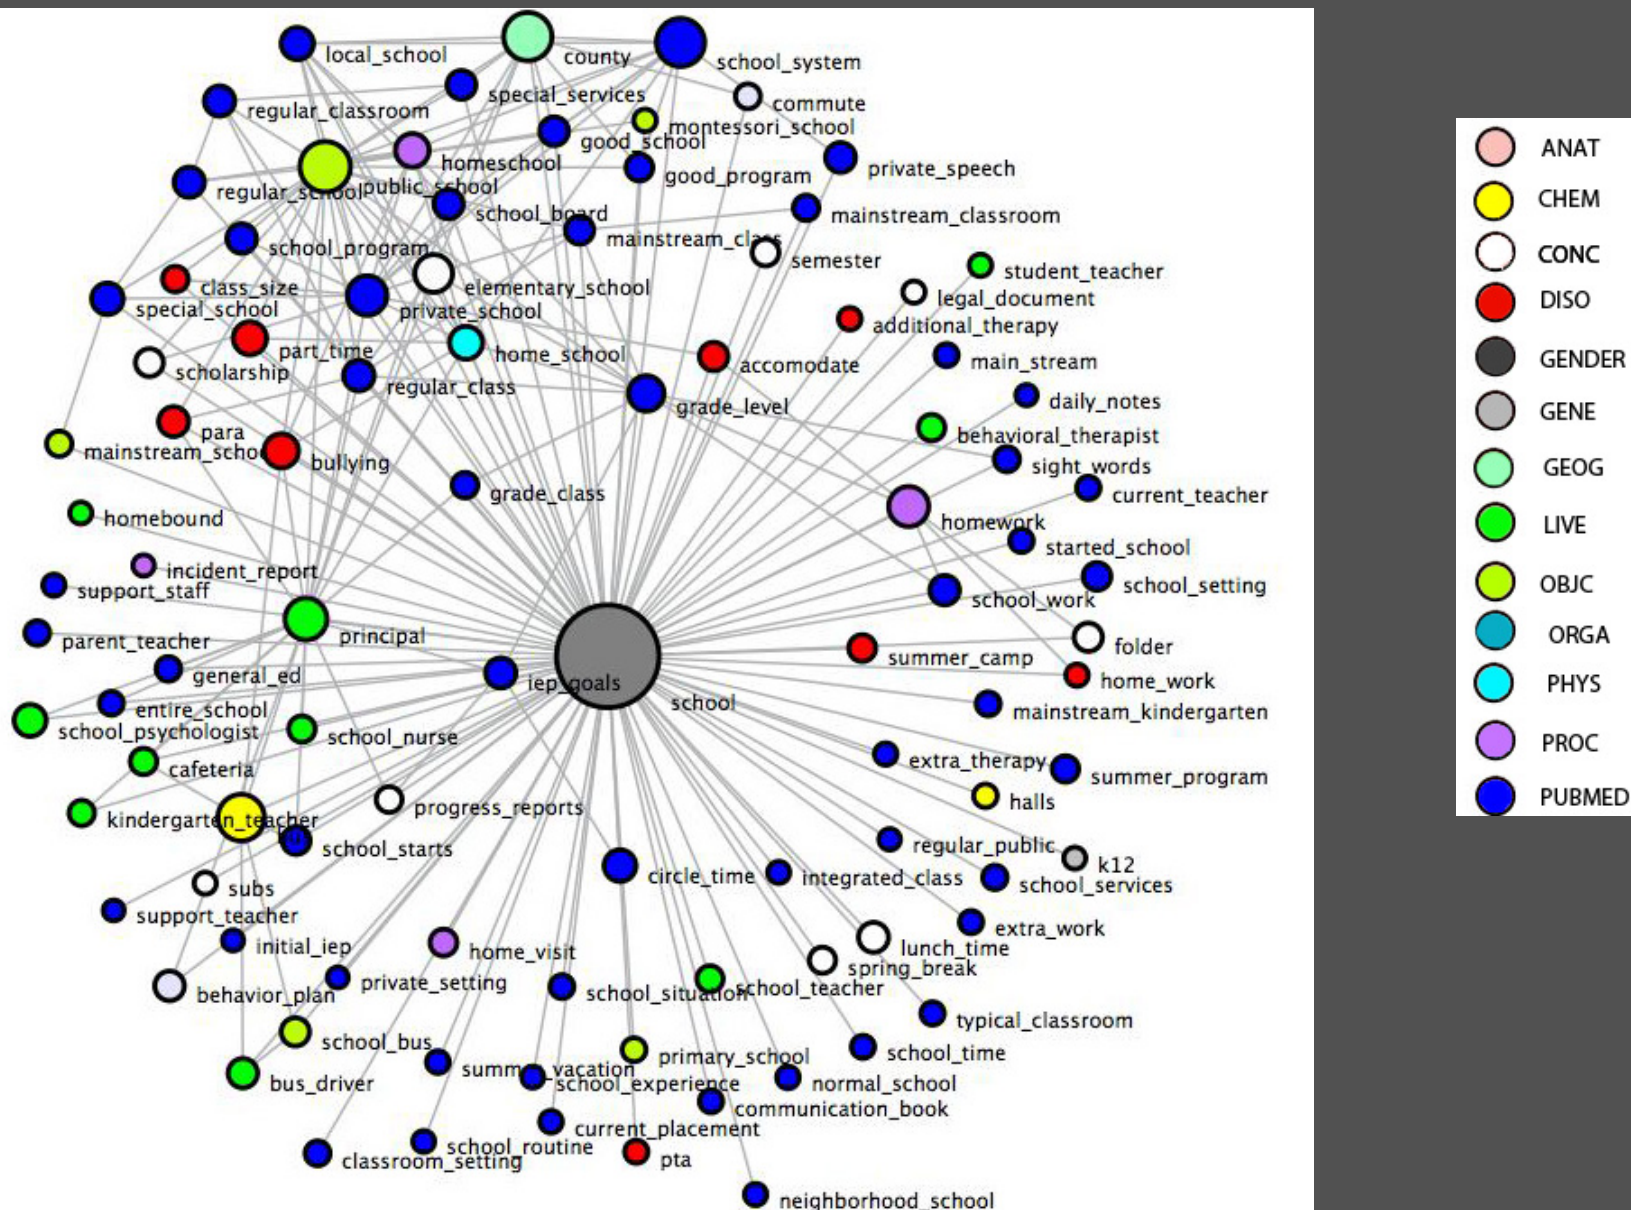 local_school
county
school_system
special_services
commute
regular_classroom
montessori_school
good_school
homeschool
private_speech
good_program
regular_school
public_school
school_board
mainstream_classroom
mainstream_class
school_program
semester
student_teacher
class_size
elementary_school
legal_document
special_school
private_school
additional_therapy
part_time
home_school
main_stream
accomodate
scholarship
regular_class
grade_level
daily_notes
para
behavioral_therapist
mainstream_schoo
bullying
sight_words
grade_class
current_teacher
homebound
homework
started_school
incident_report
support_staff
school_setting
school_work
parent_teacher
principal
folder
summer_camp
general_ed
iep_goals
home_work
school
entire_school
mainstream_kindergarten
school_psychologist
school_nurse
cafeteria
extra_therapy
summer_program
halls
progress_reports
kindergarten_teacher
school_starts
regular_public
k12
circle_time
integrated_class
school_services
subs
support_teacher
extra_work
initial_iep
home_visit
lunch_time
spring_break
private_setting
behavior_plan
school_situation
school_teacher
typical_classroom
school_bus
school_time
primary_school
summer_vacation
bus_driver
school_experience
normal_school
communication_book
current_placement
school_routine
classroom_setting
pta
neighborhood_school
ANAT
CHEM
CONC
DISO
GENDER
GENE
GEOG
LIVE
OBJC
ORGA
PHYS
PROC
PUBMED